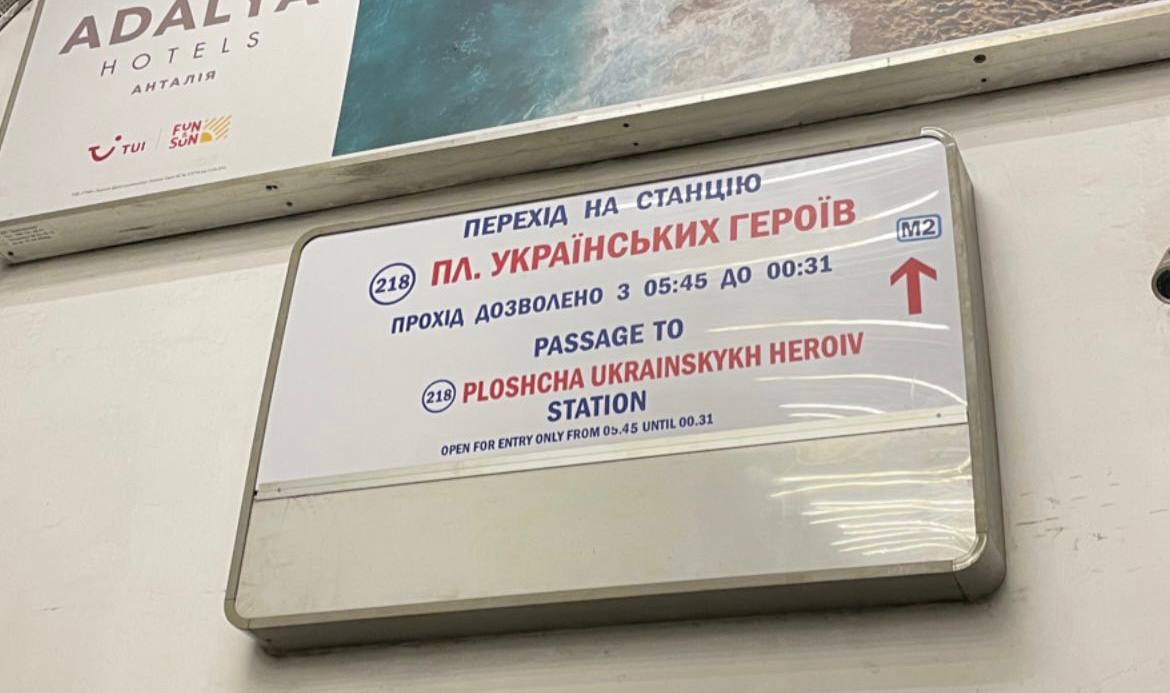 ADALYA
HOTELS
АНТАЛІЯ
TUI
FUN&SUN
ПЕРЕХІД НА СТАНЦІЮ
218 ПЛ. УКРАЇНСЬКИХ ГЕРОЇВ
M2
ПРОХІД ДОЗВОЛЕНО З 05:45 ДО 00:31
PASSAGE TO
218 PLOSHCHA UKRAINSKYKH HEROIV
STATION
OPEN FOR ENTRY ONLY FROM 05.45 UNTIL 00.31